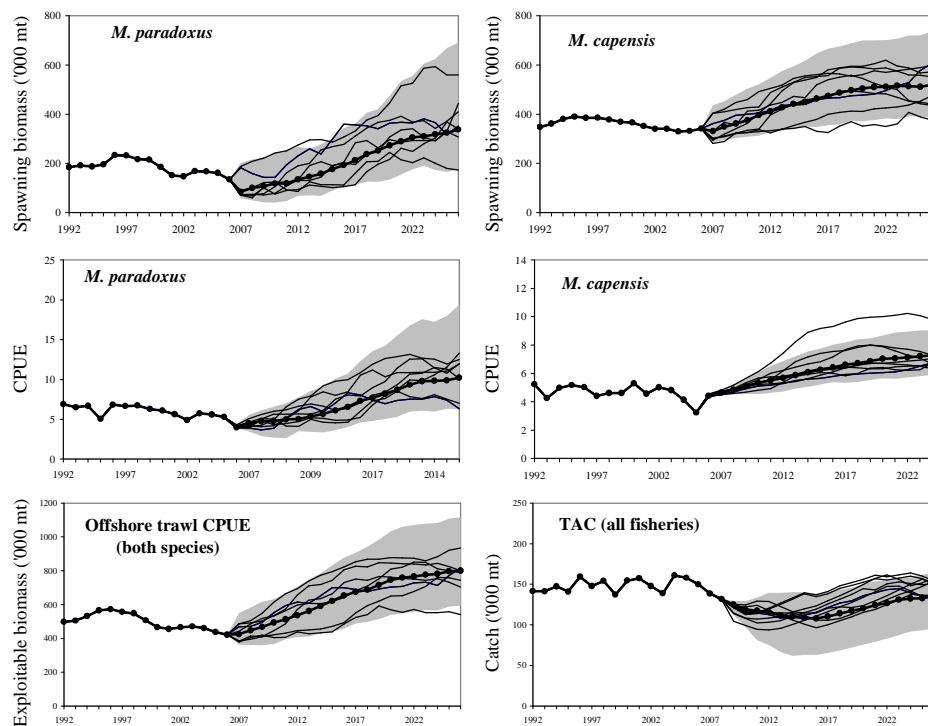 Spawning biomass ('000 mt)
M. paradoxus
800
600
400
200
0
1992 1997 2002 2007 2012 2017 2022
Spawning biomass ('000 mt)
M. capensis
800
600
400
200
0
1992 1997 2002 2007 2012 2017 2022
CPUE
M. paradoxus
25
20
15
10
5
0
1992 1997 2002 2007 2009 2017 2014
CPUE
M. capensis
14
12
10
8
6
4
2
0
1992 1997 2002 2007 2012 2017 2022
Exploitable biomass ('000 mt)
Offshore trawl CPUE
(both species)
1200
1000
800
600
400
200
0
1992 1997 2002 2007 2012 2017 2022
Catch ('000 mt)
TAC (all fisheries)
250
200
150
100
50
0
1992 1997 2002 2007 2012 2017 2022